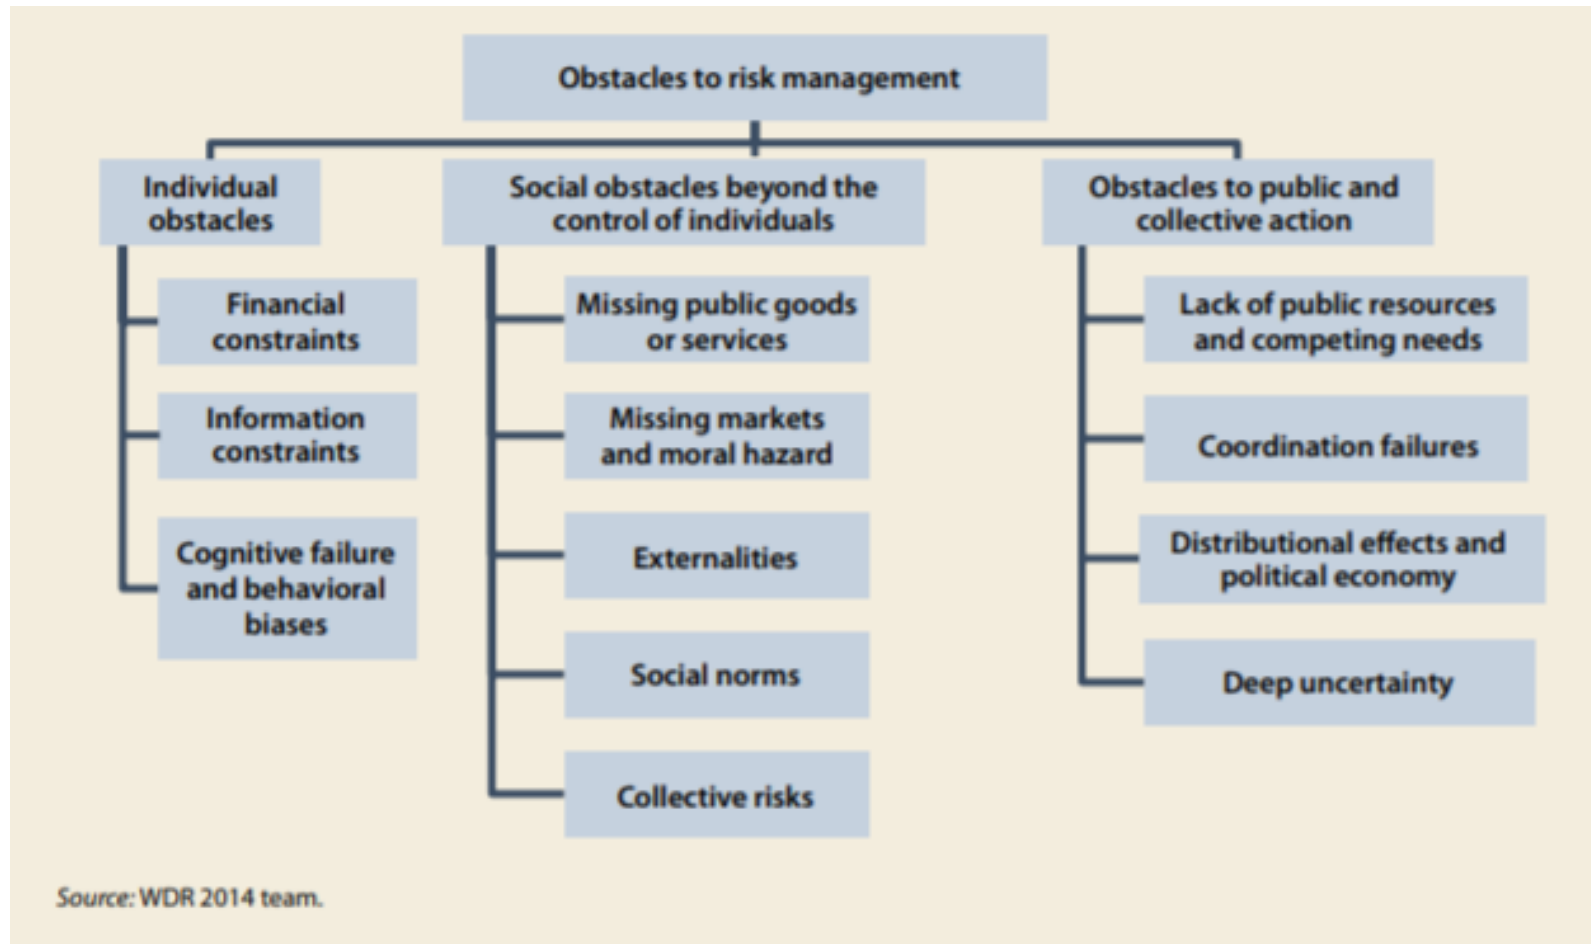 Obstacles to risk management
Individual
obstacles
Financial
constraints
Information
constraints
Cognitive failure
and behavioral
biases
Social obstacles beyond the
control of individuals
Missing public goods
or services
Missing markets
and moral hazard
Externalities
Social norms
Collective risks
Obstacles to public and
collective action
Lack of public resources
and competing needs
Coordination failures
Distributional effects and
political economy
Deep uncertainty
Source: WDR 2014 team.